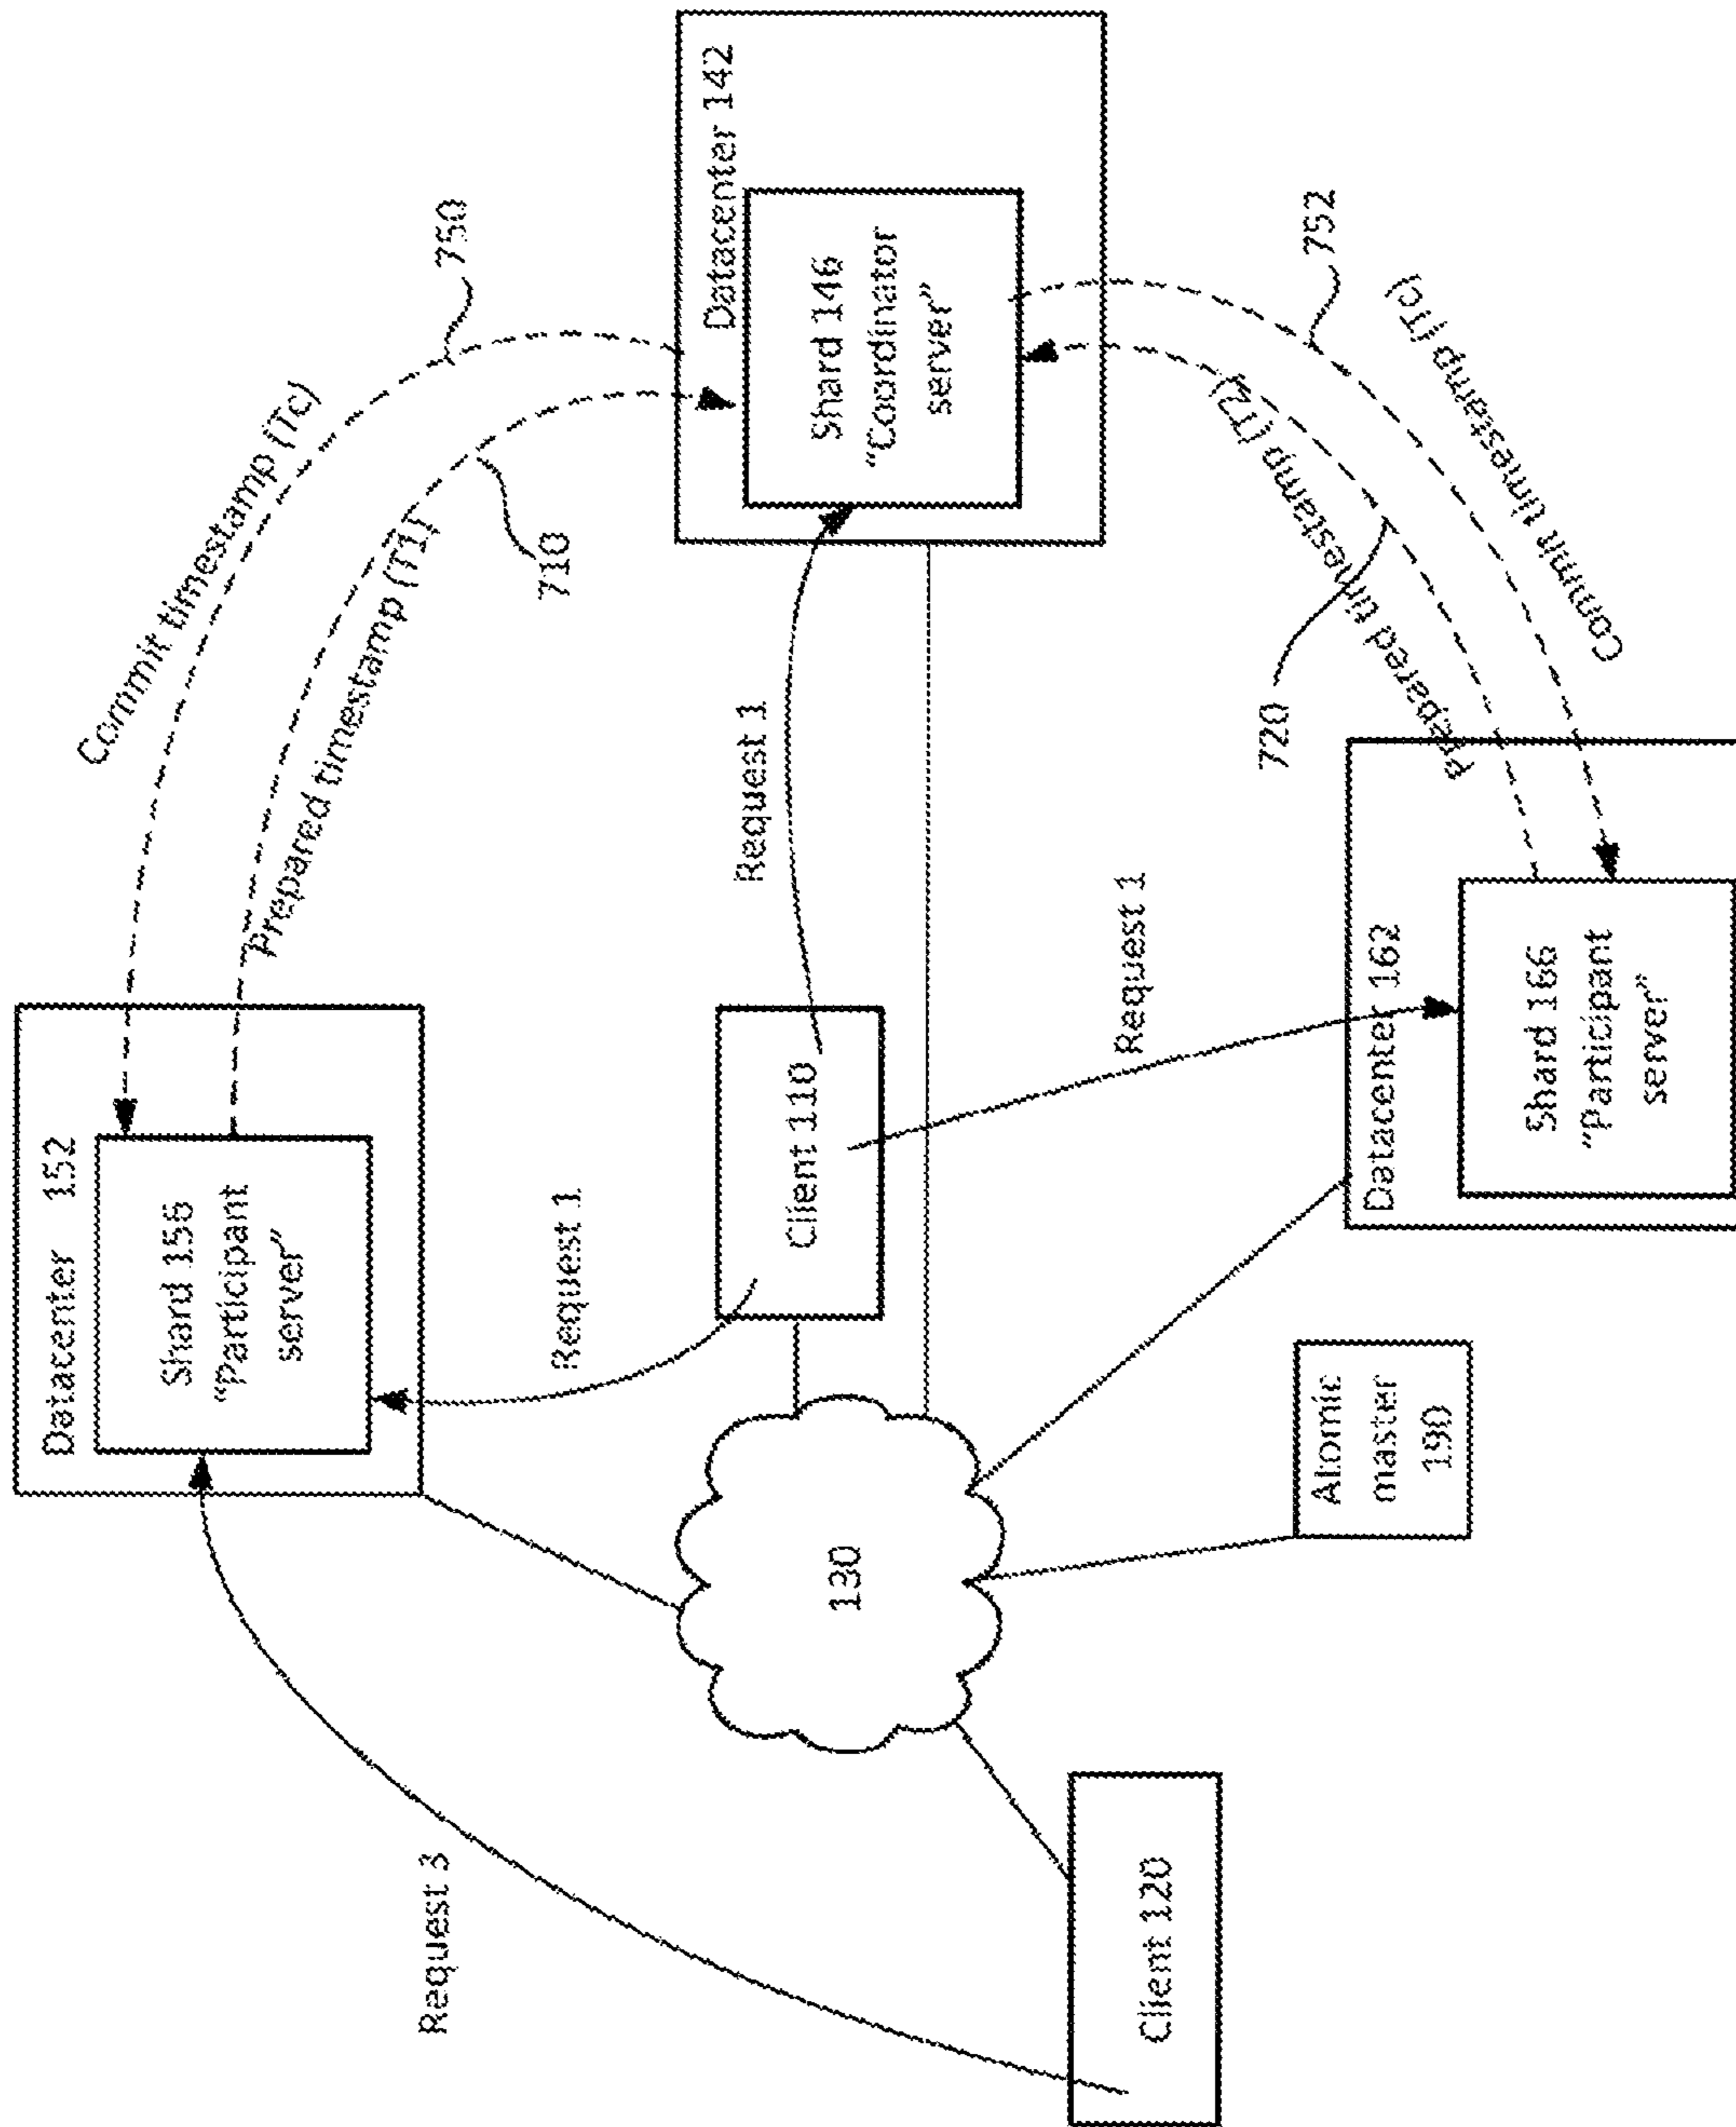 Datacenter 152
Shard 156
“Participant
server”
Commit timestamp (Tc)
Prepared timestamp (T1)
750
710
Request 3
Request 1
Request 1
Datacenter 142
Shard 146
“Coordinator
server”
Client 110
130
Request 1
Client 120
Atomic
master
190
Datacenter 162
Shard 166
“Participant
server”
720
Prepared timestamp (T2)
752
Commit timestamp (Tc)